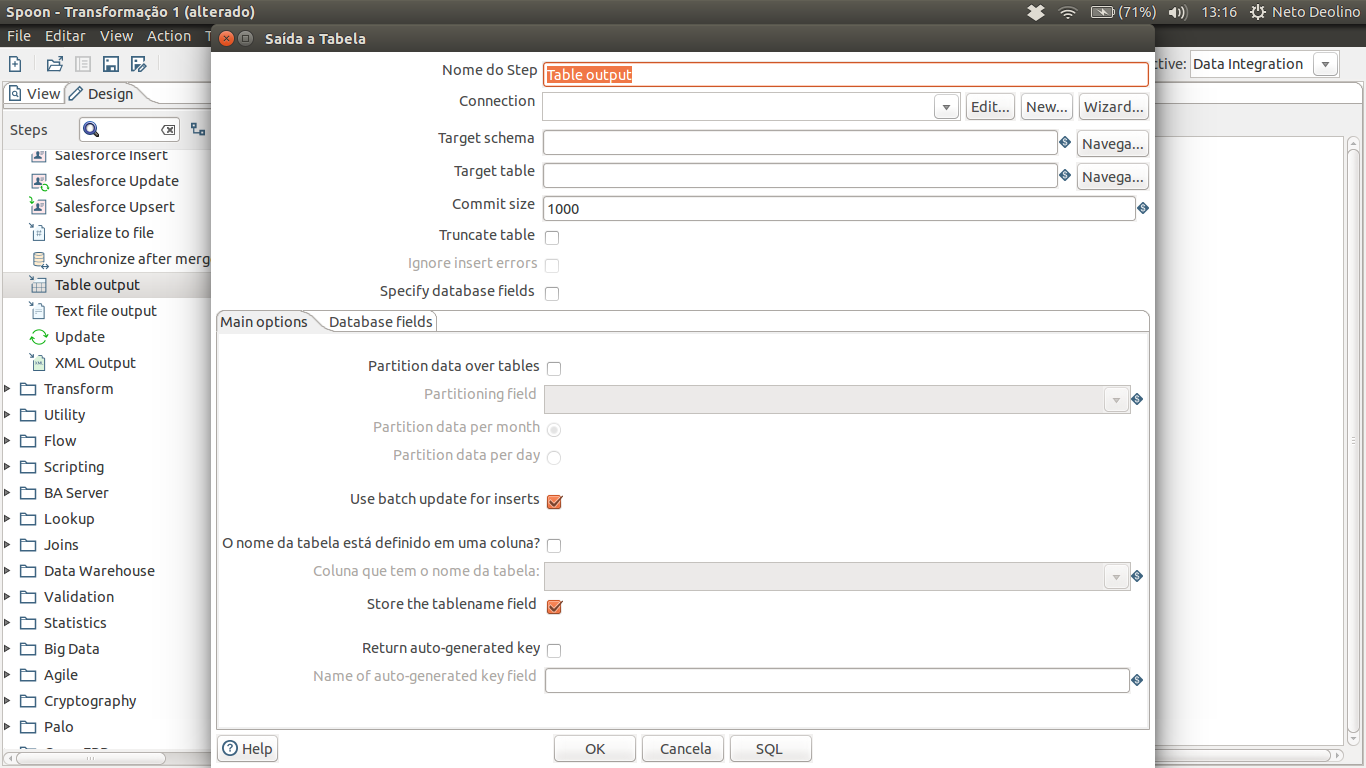 Spoon - Transformação 1 (alterado)
(71%)
13:16
Neto Deolino
File Editar View Action T
Saída a Tabela
ctive: Data Integration
View Design
Steps
Salesforce Insert
Salesforce Update
Salesforce Upsert
Serialize to file
Synchronize after merg
Table output
Text file output
Update
XML Output
Transform
Utility
Flow
Scripting
BA Server
Lookup
Joins
Data Warehouse
Validation
Statistics
Big Data
Agile
Cryptography
Palo
Nome do Step Table output
Connection Edit... New... Wizard...
Target schema Navega...
Target table Navega...
Commit size 1000
Truncate table
Ignore insert errors
Specify database fields
Main options Database fields
Partition data over tables
Partitioning field
Partition data per month
Partition data per day
Use batch update for inserts
O nome da tabela está definido em uma coluna?
Coluna que tem o nome da tabela:
Store the tablename field
Return auto-generated key
Name of auto-generated key field
Help OK Cancela SQL